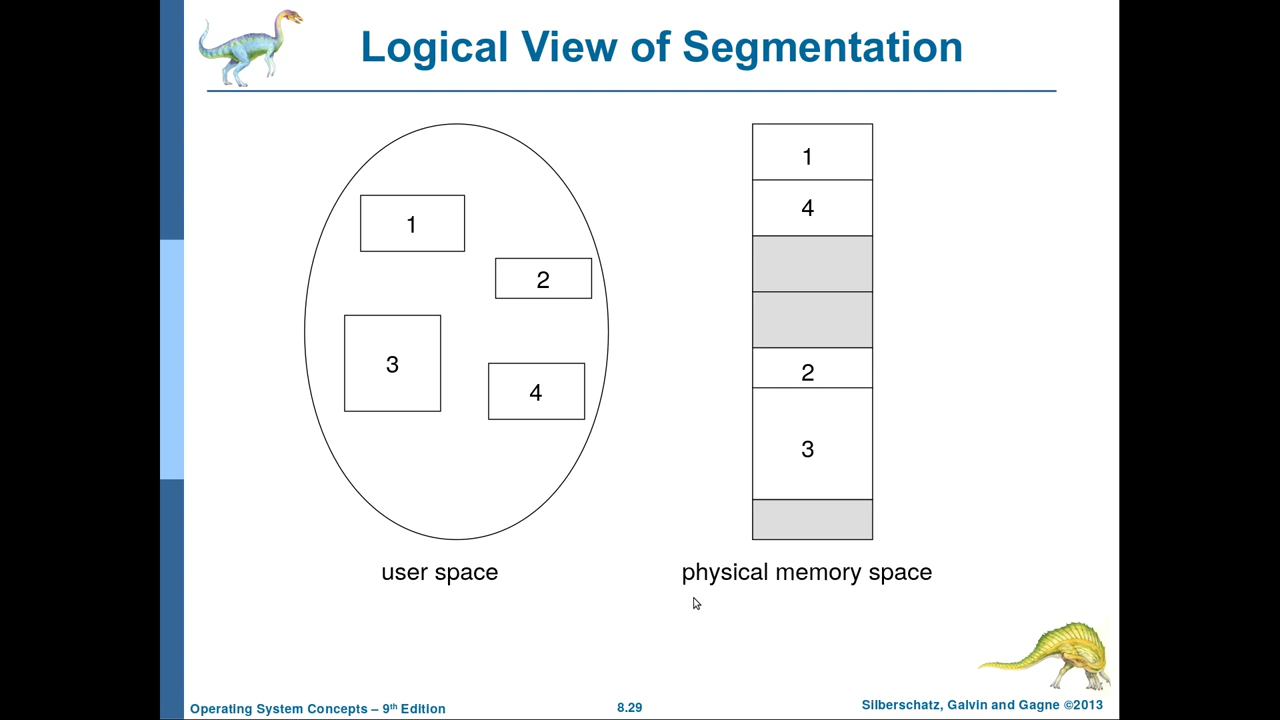 Logical View of Segmentation
1
2
3
4
user space
1
4
2
3
physical memory space
Operating System Concepts – 9th Edition
8.29
Silberschatz, Galvin and Gagne ©2013